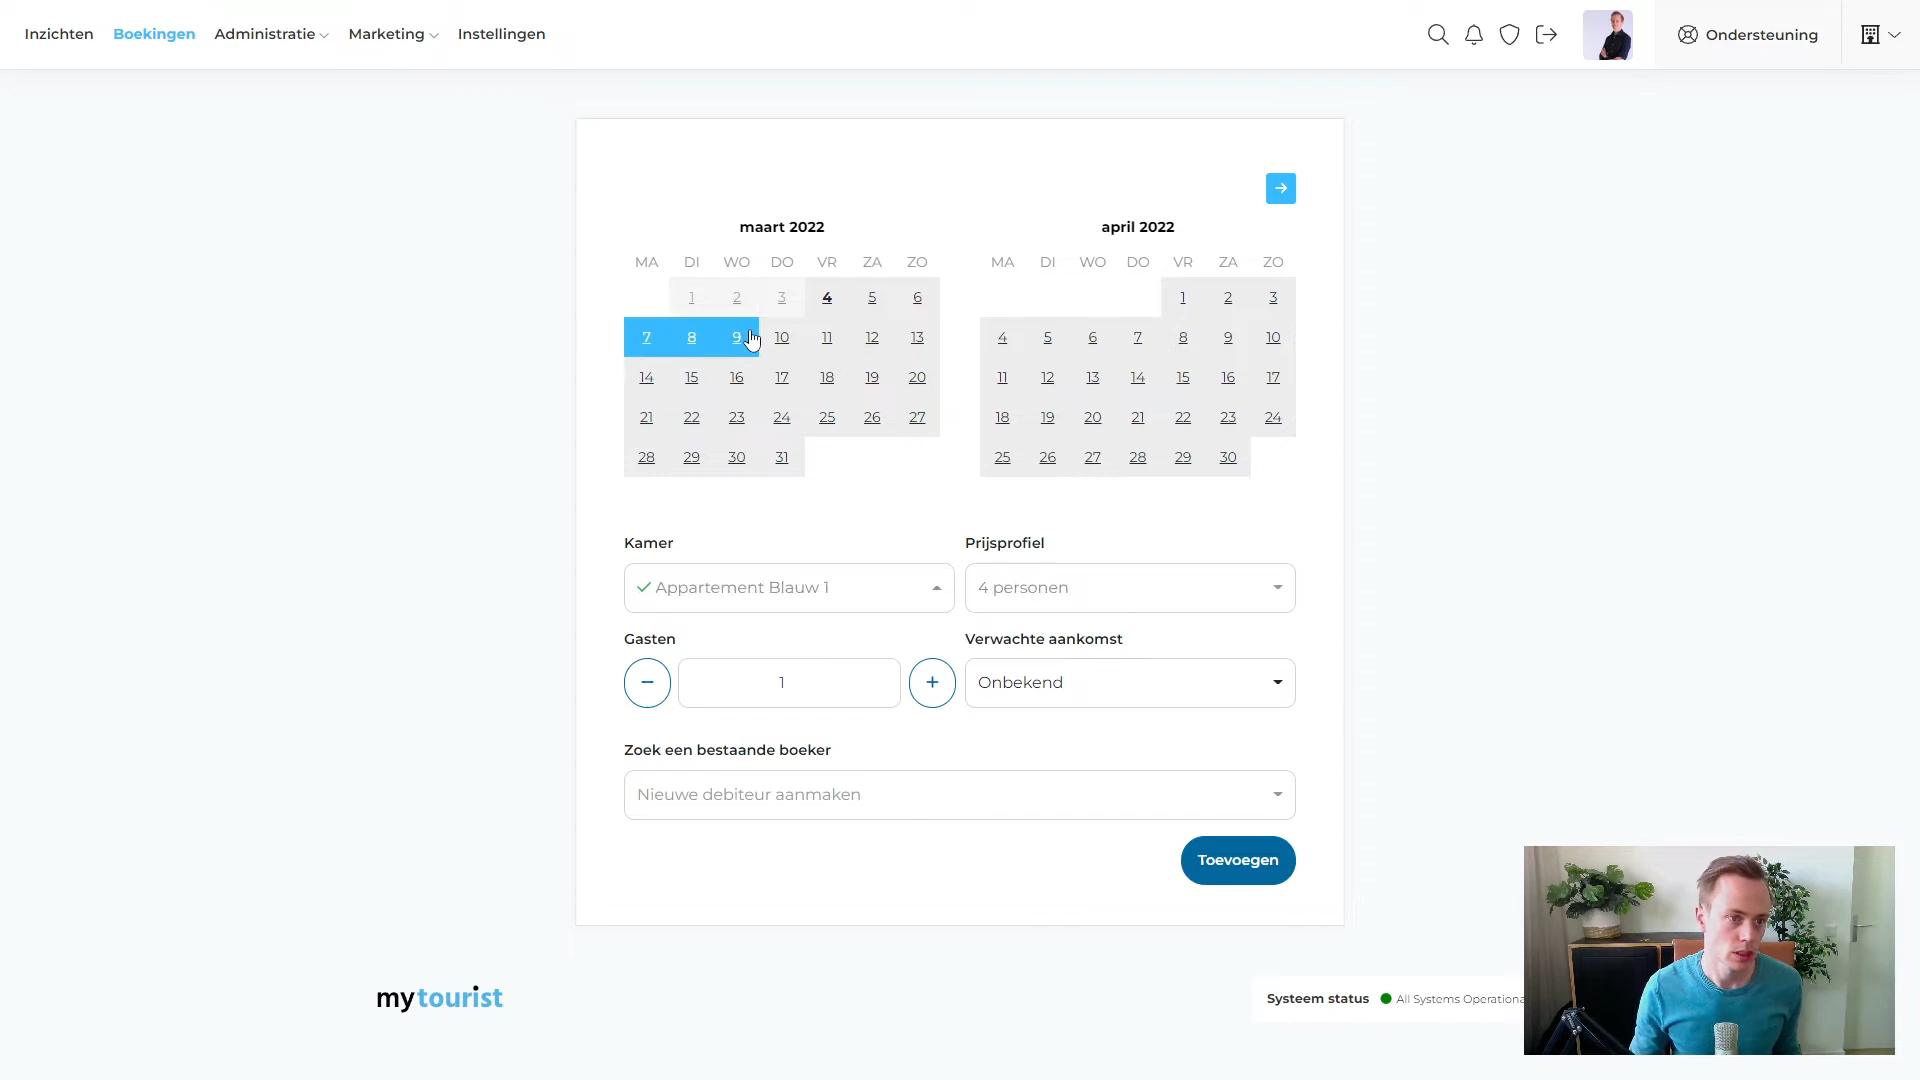 Inzichten Boekingen Administratie Marketing Instellingen Ondersteuning
maart 2022
MA DI WO DO VR ZA ZO
1 2 3 4 5 6
7 8 9 10 11 12 13
14 15 16 17 18 19 20
21 22 23 24 25 26 27
28 29 30 31
april 2022
MA DI WO DO VR ZA ZO
1 2 3
4 5 6 7 8 9 10
11 12 13 14 15 16 17
18 19 20 21 22 23 24
25 26 27 28 29 30
Kamer Prijsprofiel
Appartement Blauw 1 4 personen
Gasten Verwachte aankomst
− 1 + Onbekend
Zoek een bestaande boeker
Nieuwe debiteur aanmaken
Toevoegen
mytourist
Systeem status All Systems Operationa